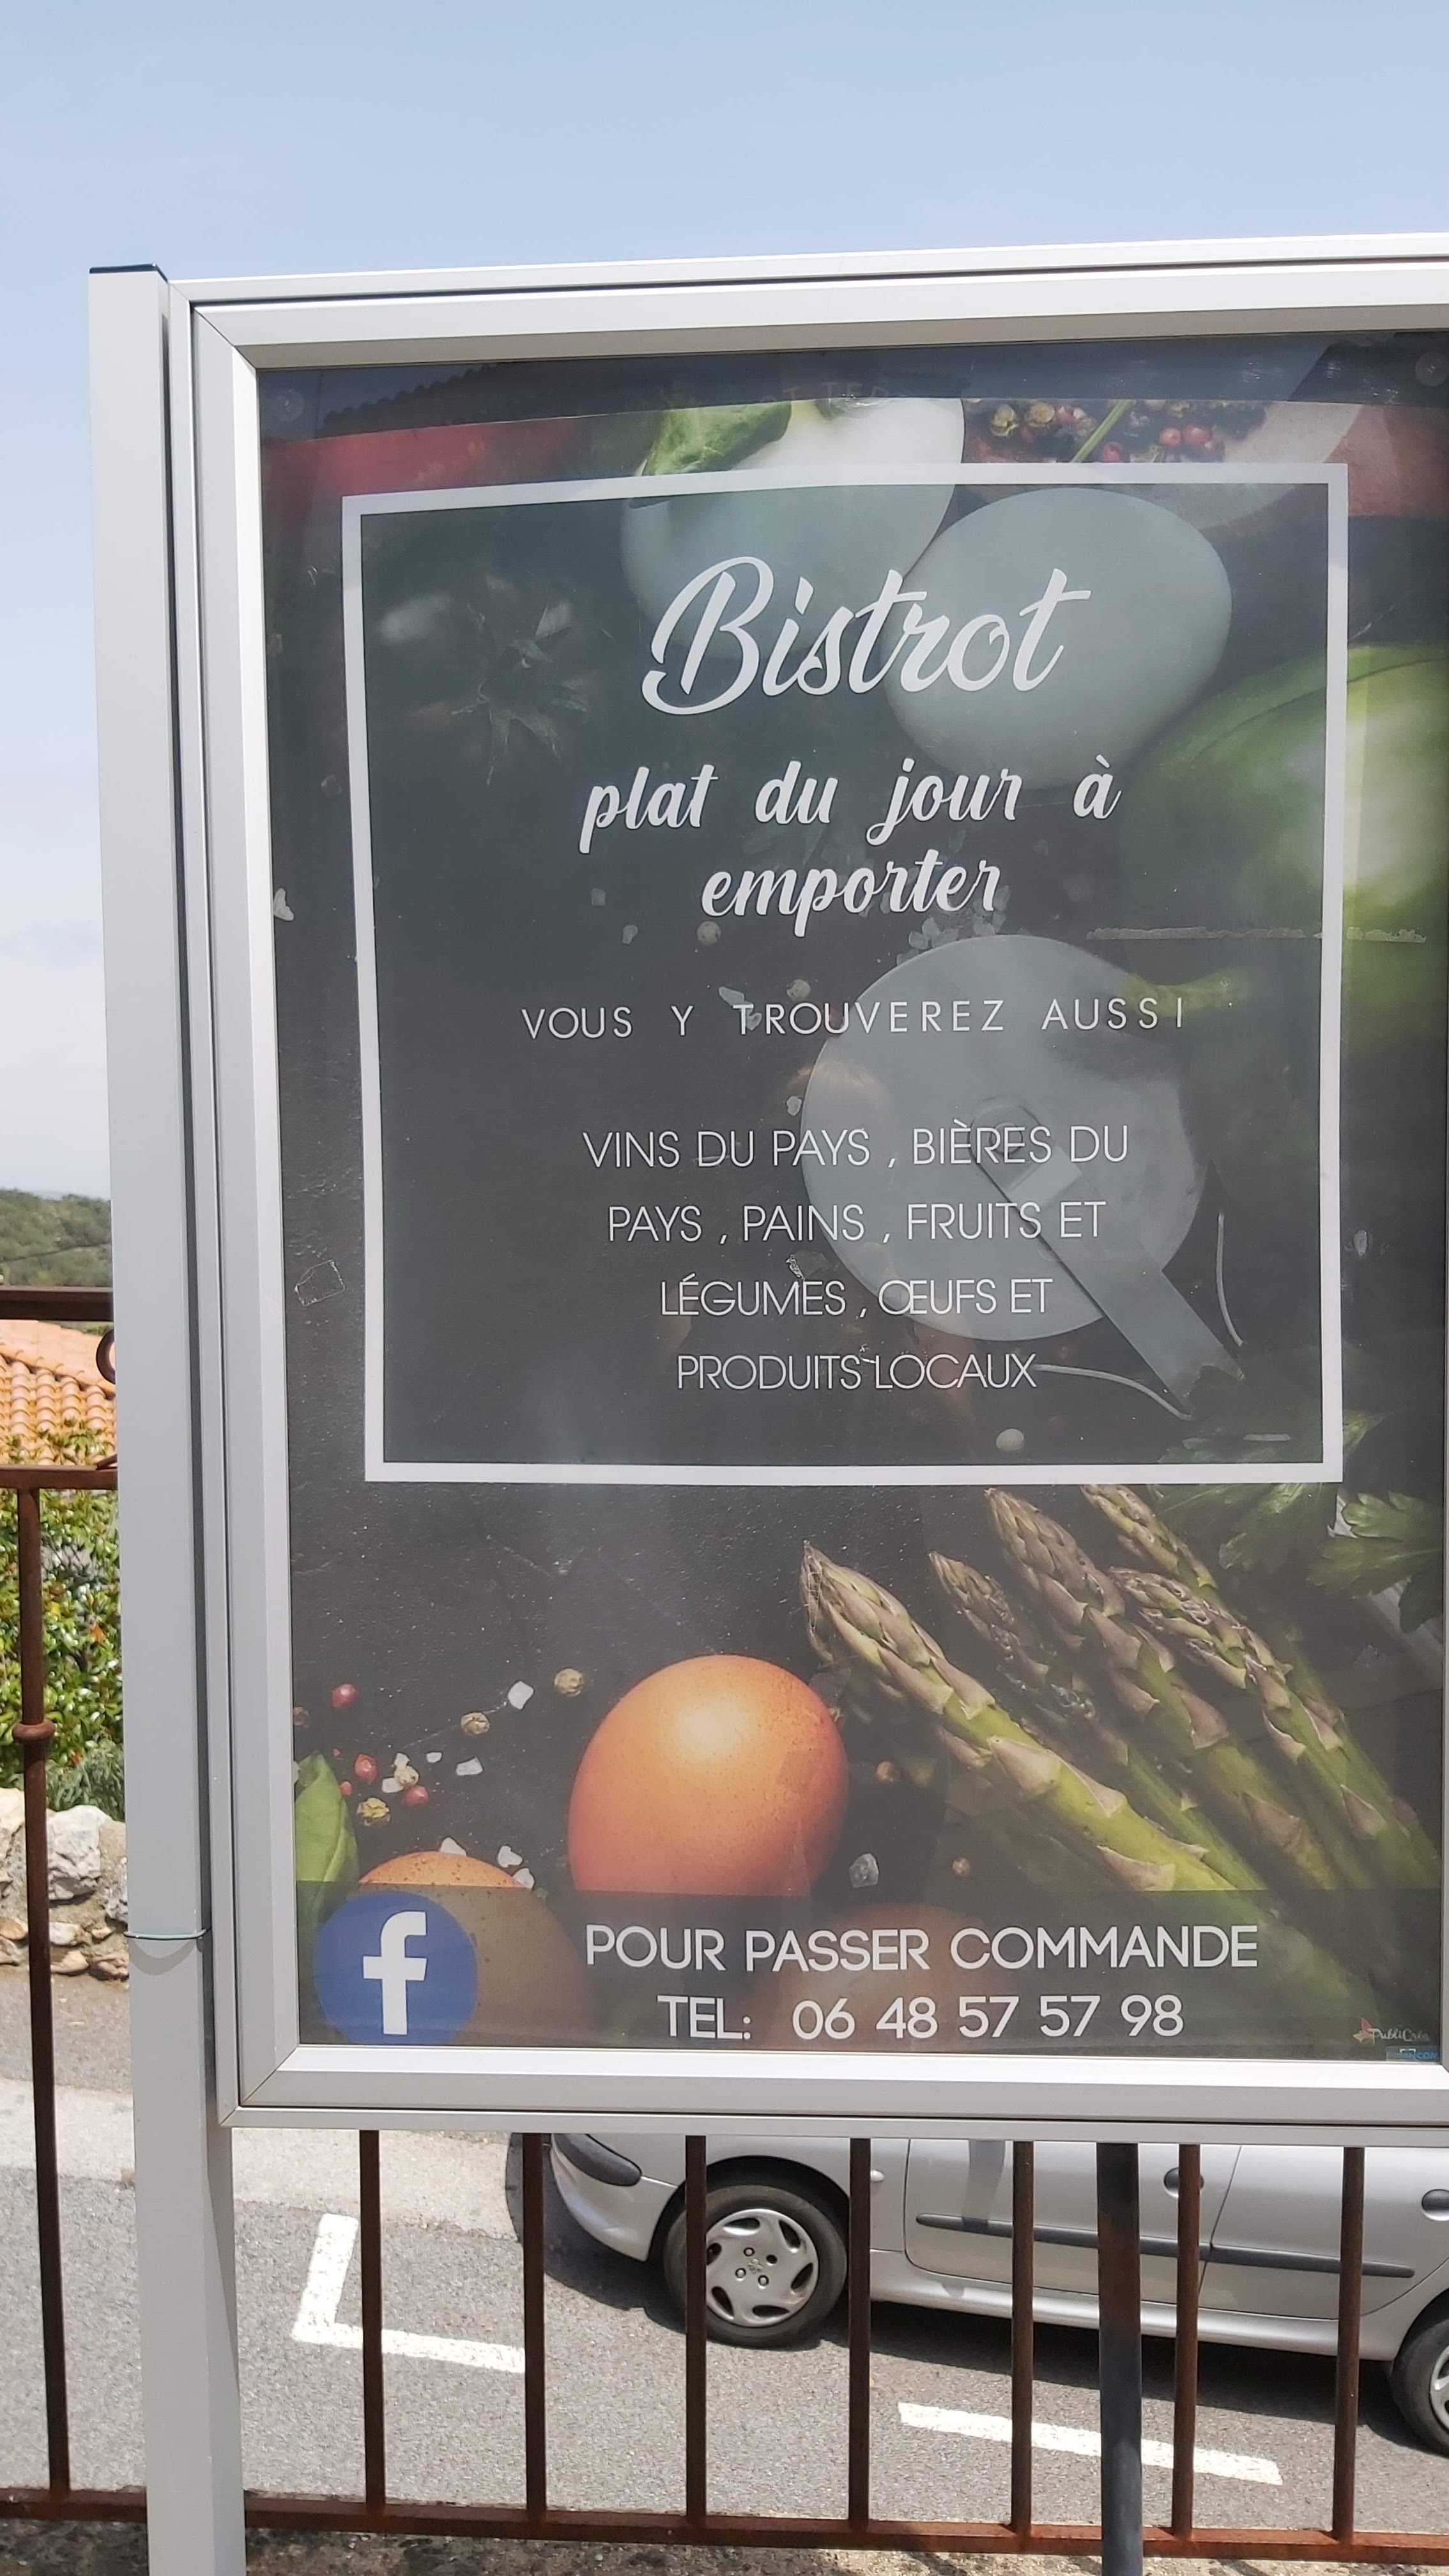 Bistrot
plat du jour à
emporter
VOUS Y TROUVEREZ AUSSI
VINS DU PAYS , BIÈRES DU
PAYS , PAINS , FRUITS ET
LÉGUMES , ŒUFS ET
PRODUITS LOCAUX
f
POUR PASSER COMMANDE
TEL: 06 48 57 57 98
PubliCréa